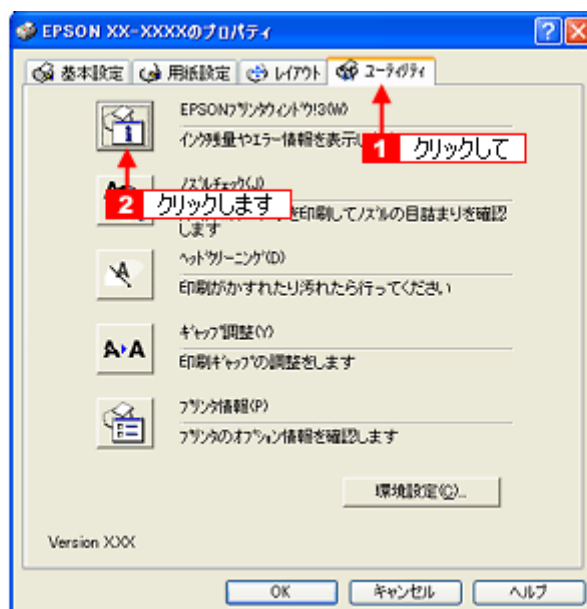 EPSON XX-XXXXのプロパティ
基本設定 用紙設定 レイアウト ユーティリティ
EPSONプリンタウィンドウ!3(W)
インク残量やエラー情報を表示し
1 クリックして
ノズルチェック(J)
2 クリックします
を印刷してノズルの目詰まりを確認
します
ヘッドクリーニング(D)
印刷がかすれたり汚れたら行ってください
ギャップ調整(Y)
印刷ギャップの調整をします
プリンタ情報(P)
プリンタのオプション情報を確認します
環境設定(C)...
Version XXX
OK キャンセル ヘルプ